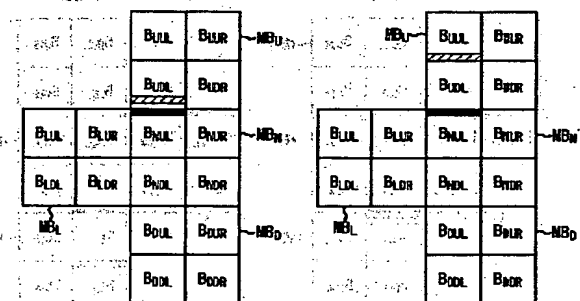 BUUL BUUR MBU MBU BUUL BUUR
BUDL BUDR BUDL BUDR
BLUL BLUR BNUL BNUR MBN BLUL BLUR BNUL BNUR MBN
BLDL BLDR BNDL BNDR BLDL BLDR BNDL BNDR
MBL BDUL BDUR MBD MBL BDUL BDUR MBD
BDDL BDDR BDDL BDDR